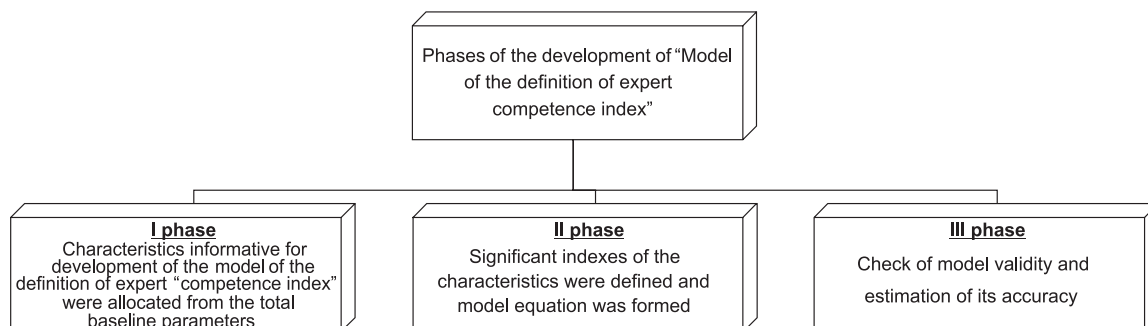 Phases of the development of “Model
of the definition of expert
competence index”
I phase
Characteristics informative for
development of the model of the
definition of expert “competence index”
were allocated from the total
baseline parameters
II phase
Significant indexes of the
characteristics were defined and
model equation was formed
III phase
Check of model validity and
estimation of its accuracy